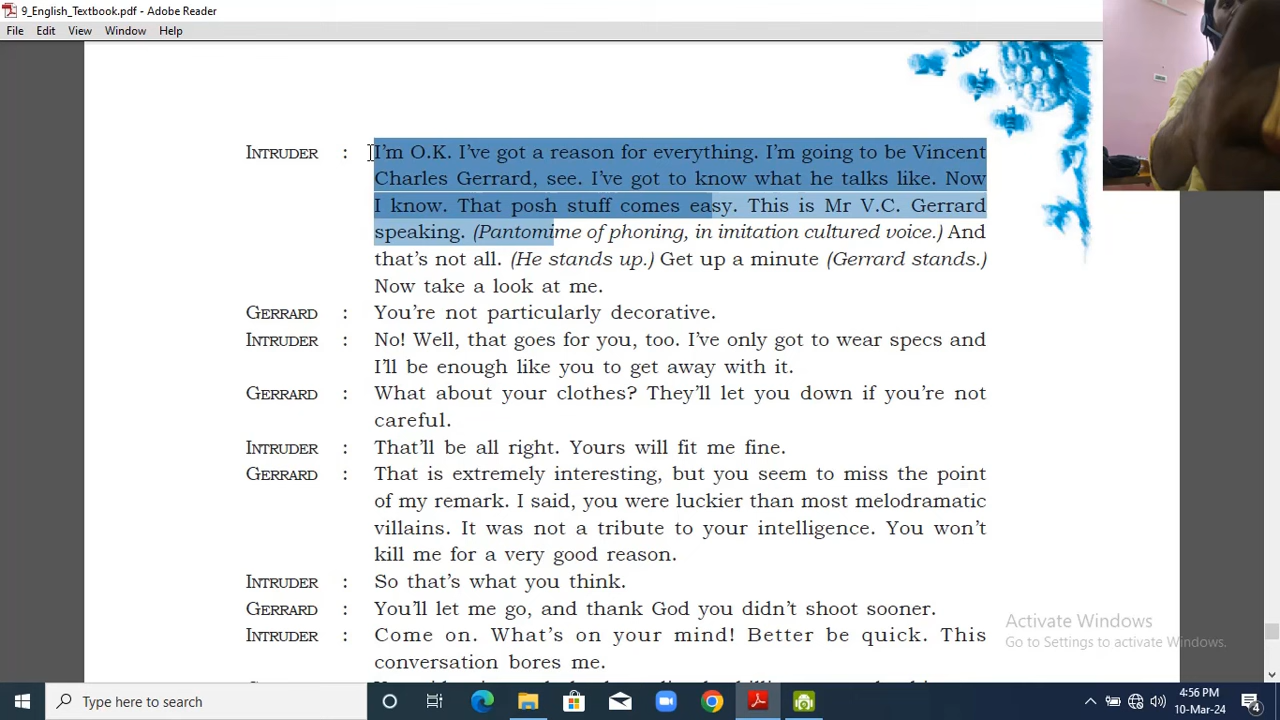 9_English_Textbook.pdf - Adobe Reader
File Edit View Window Help
INTRUDER : I'm O.K. I've got a reason for everything. I'm going to be Vincent
Charles Gerrard, see. I've got to know what he talks like. Now
I know. That posh stuff comes easy. This is Mr V.C. Gerrard
speaking. (Pantomime of phoning, in imitation cultured voice.) And
that's not all. (He stands up.) Get up a minute (Gerrard stands.)
Now take a look at me.
GERRARD : You're not particularly decorative.
INTRUDER : No! Well, that goes for you, too. I've only got to wear specs and
I'll be enough like you to get away with it.
GERRARD : What about your clothes? They'll let you down if you're not
careful.
INTRUDER : That'll be all right. Yours will fit me fine.
GERRARD : That is extremely interesting, but you seem to miss the point
of my remark. I said, you were luckier than most melodramatic
villains. It was not a tribute to your intelligence. You won't
kill me for a very good reason.
INTRUDER : So that's what you think.
GERRARD : You'll let me go, and thank God you didn't shoot sooner.
INTRUDER : Come on. What's on your mind! Better be quick. This
conversation bores me.
Activate Windows
Go to Settings to activate Windows.
Type here to search
4:56 PM
10-Mar-24
4